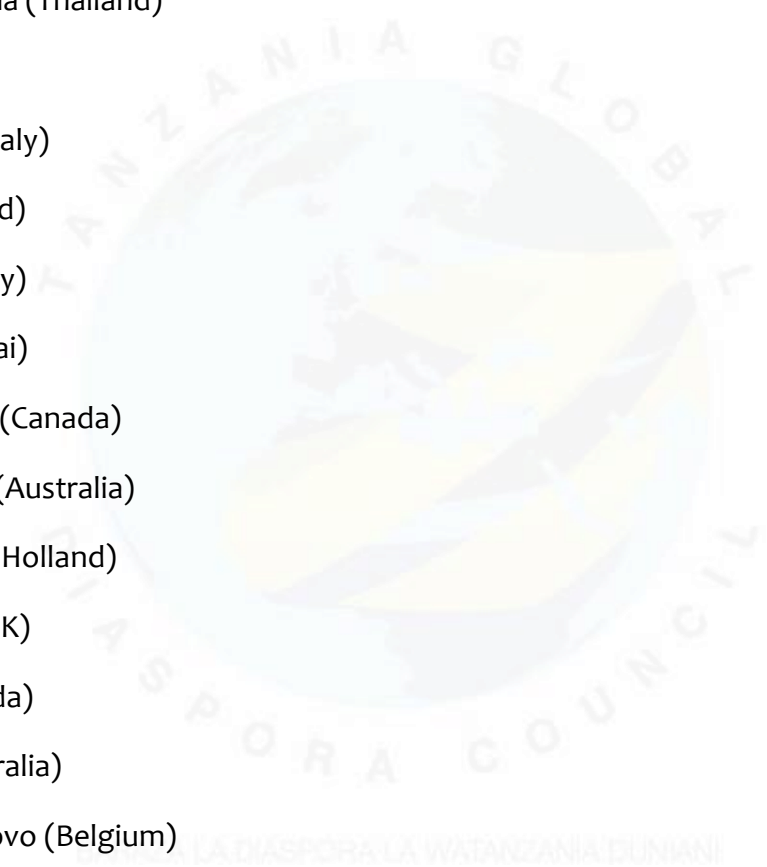 (Thailand)
aly)
d)
y)
ai)
(Canada)
(Australia)
Holland)
K)
da)
ralia)
ovo (Belgium)
TANZANIA GLOBAL
DIASPORA COUNCIL
BARAZA LA DIASPORA LA WATANZANIA DUNIANI